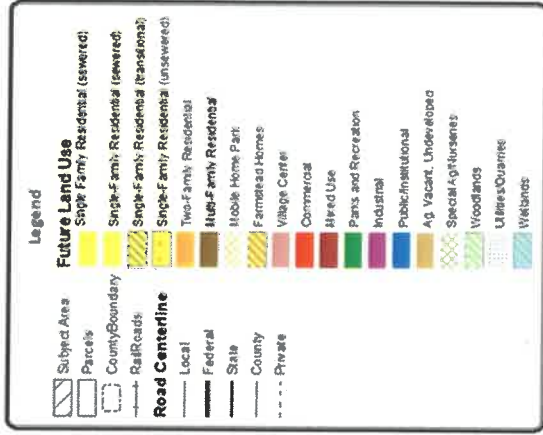 Legend
Subject Area
Parcels
CountyBoundary
RailRoads
Road Centerline
Local
Federal
State
County
Private
Future Land Use
Single Family Residential (sewered)
Single-Family Residential (sewered)
Single-Family Residential (transitional)
Single-Family Residential (unsewered)
Two-Family Residential
Multi-Family Residential
Mobile Home Park
Farmstead Homes
Village Center
Commercial
Mixed Use
Parks and Recreation
Industrial
Public/Institutional
Ag, Vacant, Undeveloped
Special Ag/Nurseries
Woodlands
Utilities/Quarries
Wetlands